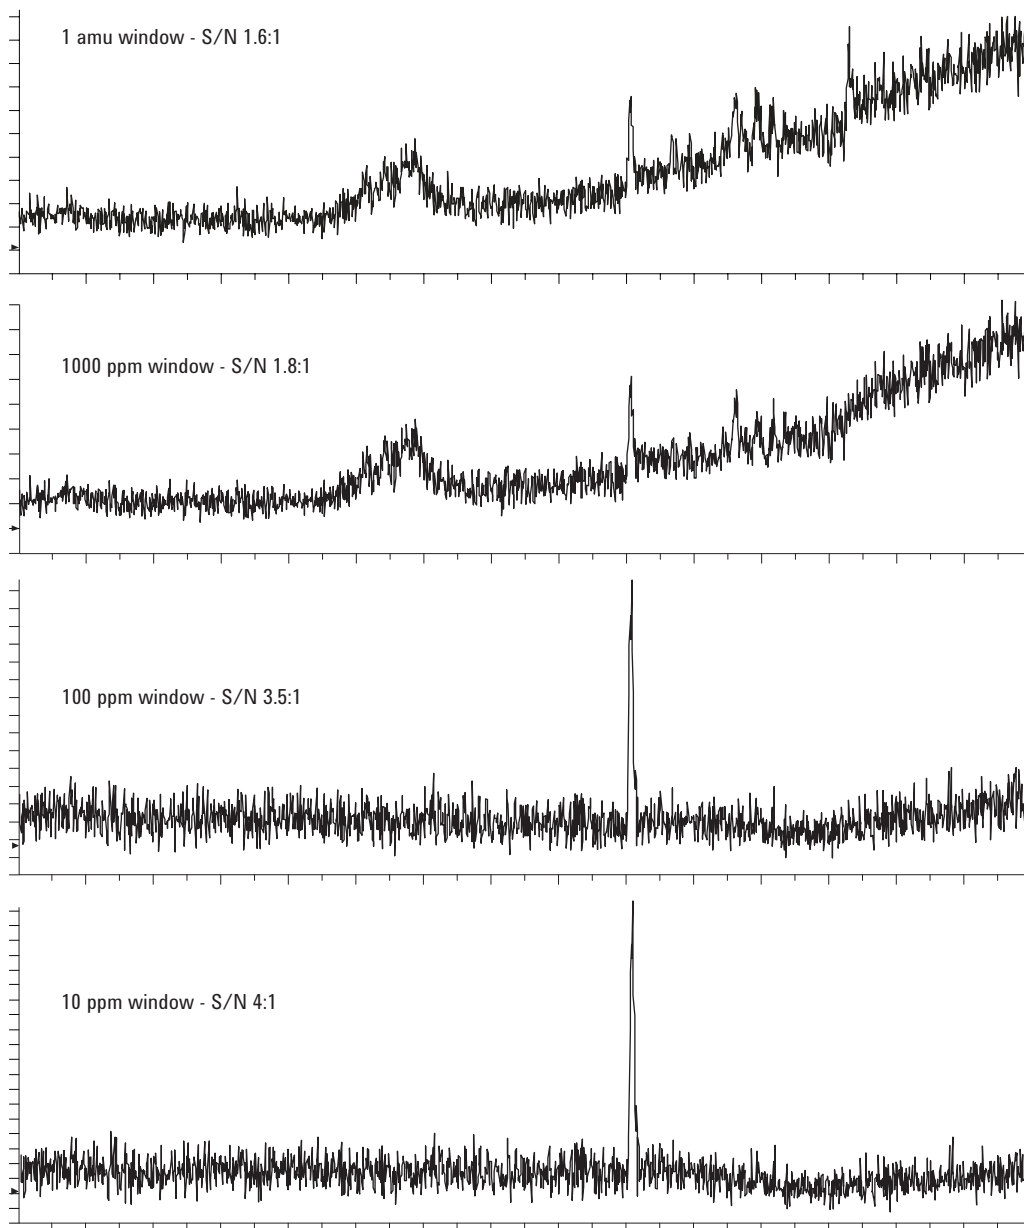 1 amu window - S/N 1.6:1
1000 ppm window - S/N 1.8:1
100 ppm window - S/N 3.5:1
10 ppm window - S/N 4:1